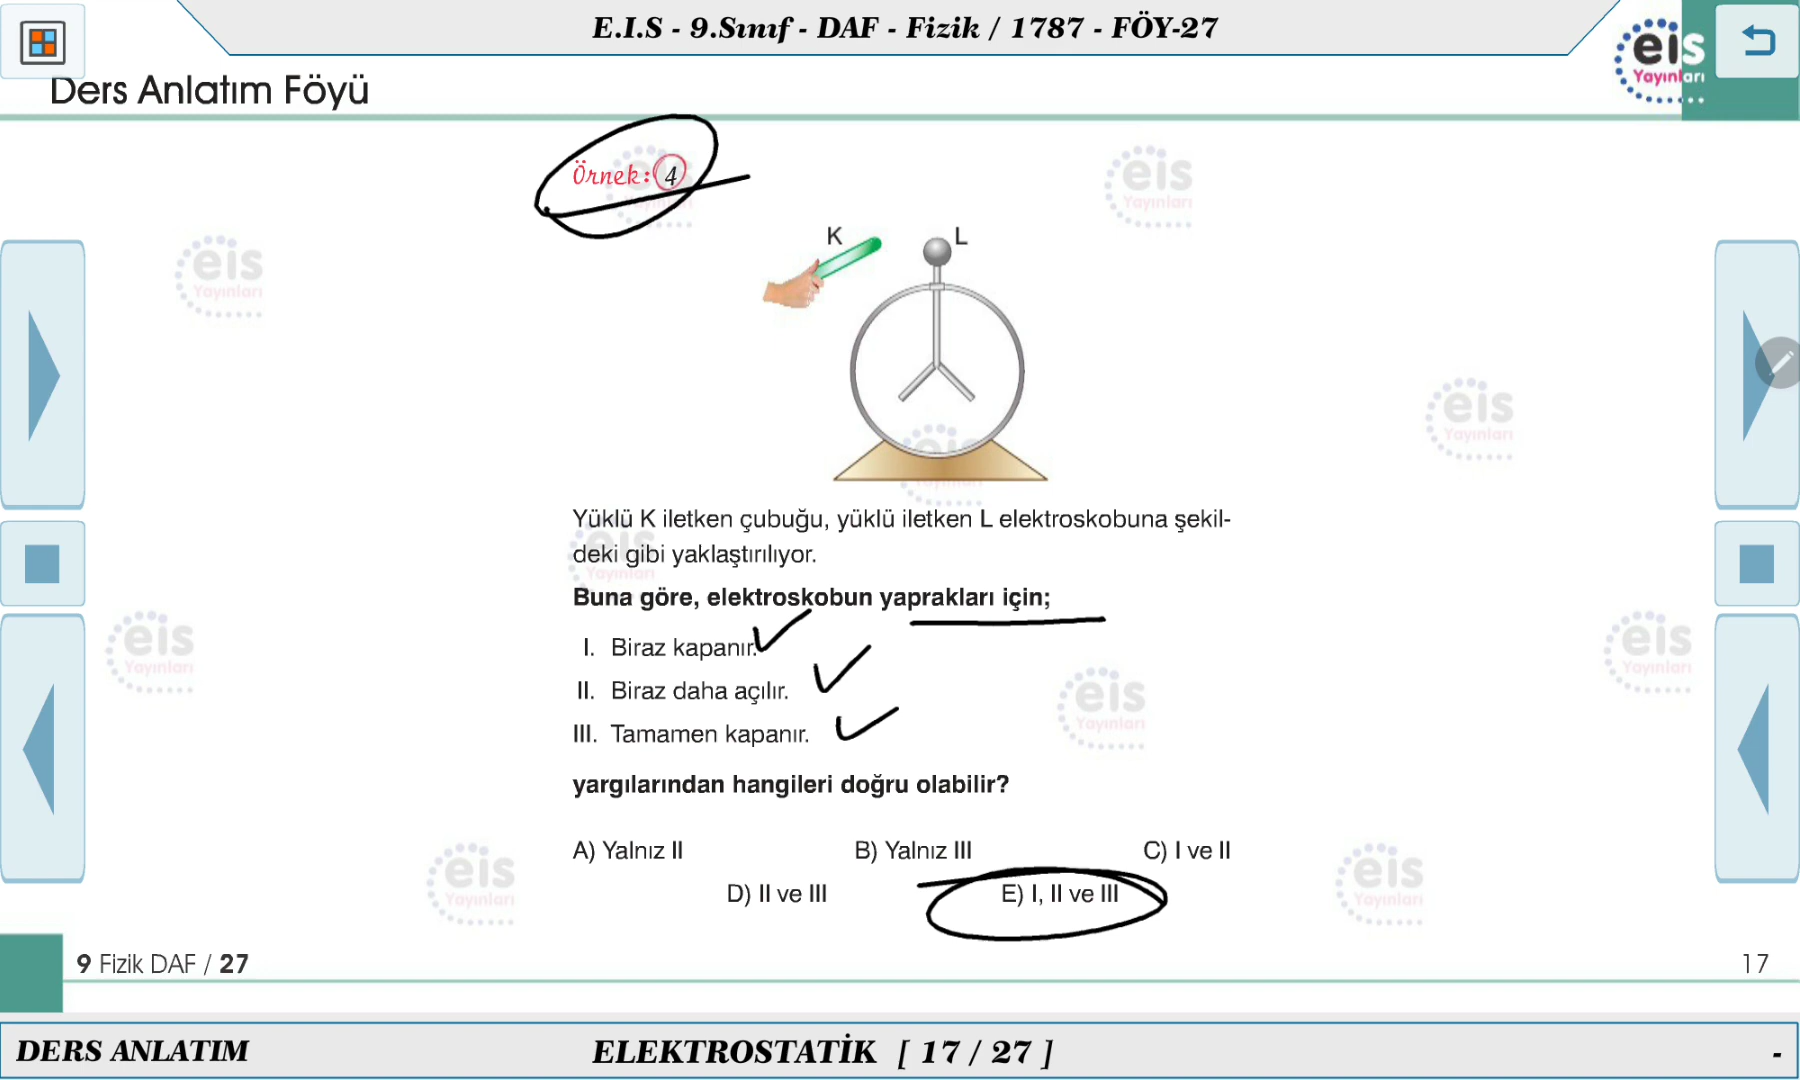 E.I.S - 9.Sınıf - DAF - Fizik / 1787 - FÖY-27
eis
Yayınları
Ders Anlatım Föyü
Örnek: 4
K
L
Yüklü K iletken çubuğu, yüklü iletken L elektroskobuna şekil-
deki gibi yaklaştırılıyor.
Buna göre, elektroskobun yaprakları için;
I. Biraz kapanır.
II. Biraz daha açılır.
III. Tamamen kapanır.
yargılarından hangileri doğru olabilir?
A) Yalnız II B) Yalnız III C) I ve II
D) II ve III E) I, II ve III
9 Fizik DAF / 27
17
DERS ANLATIM ELEKTROSTATİK [ 17 / 27 ] -